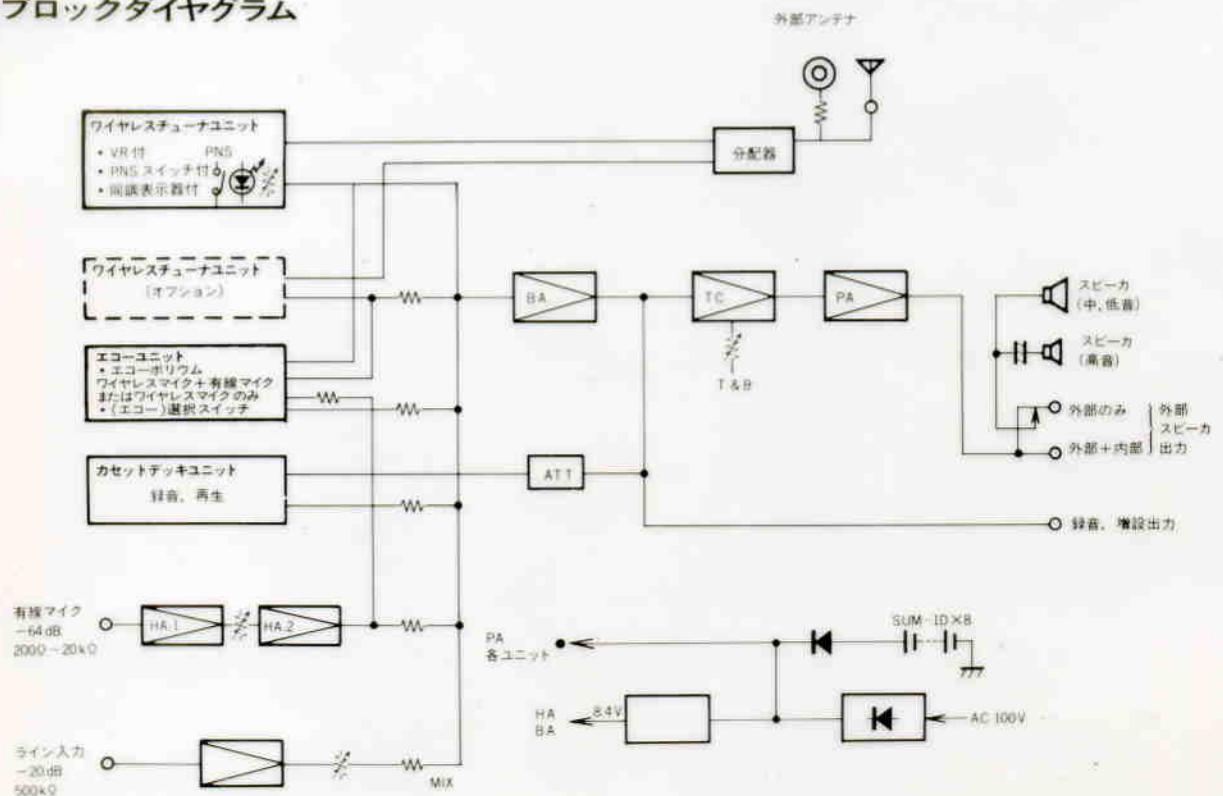 ブロックダイヤグラム
外部アンテナ
ワイヤレスチューナユニット
• VR付 PNS
• PNSスイッチ付
• 同調表示器付
分配器
ワイヤレスチューナユニット
(オプション)
BA
TC
PA
T & B
スピーカ
(中,低音)
スピーカ
(高音)
エコーユニット
• エコーボリウム
ワイヤレスマイク+有線マイク
またはワイヤレスマイクのみ
• (エコー)選択スイッチ
外部のみ
外部+内部
外部
スピーカ
出力
カセットデッキユニット
録音, 再生
ATT
録音, 増設出力
有線マイク
-64dB
200Ω~20kΩ
HA.1
HA.2
PA
各ユニット
SUM-1D×8
HA
BA
8.4V
AC 100V
ライン入力
-20dB
500kΩ
MIX